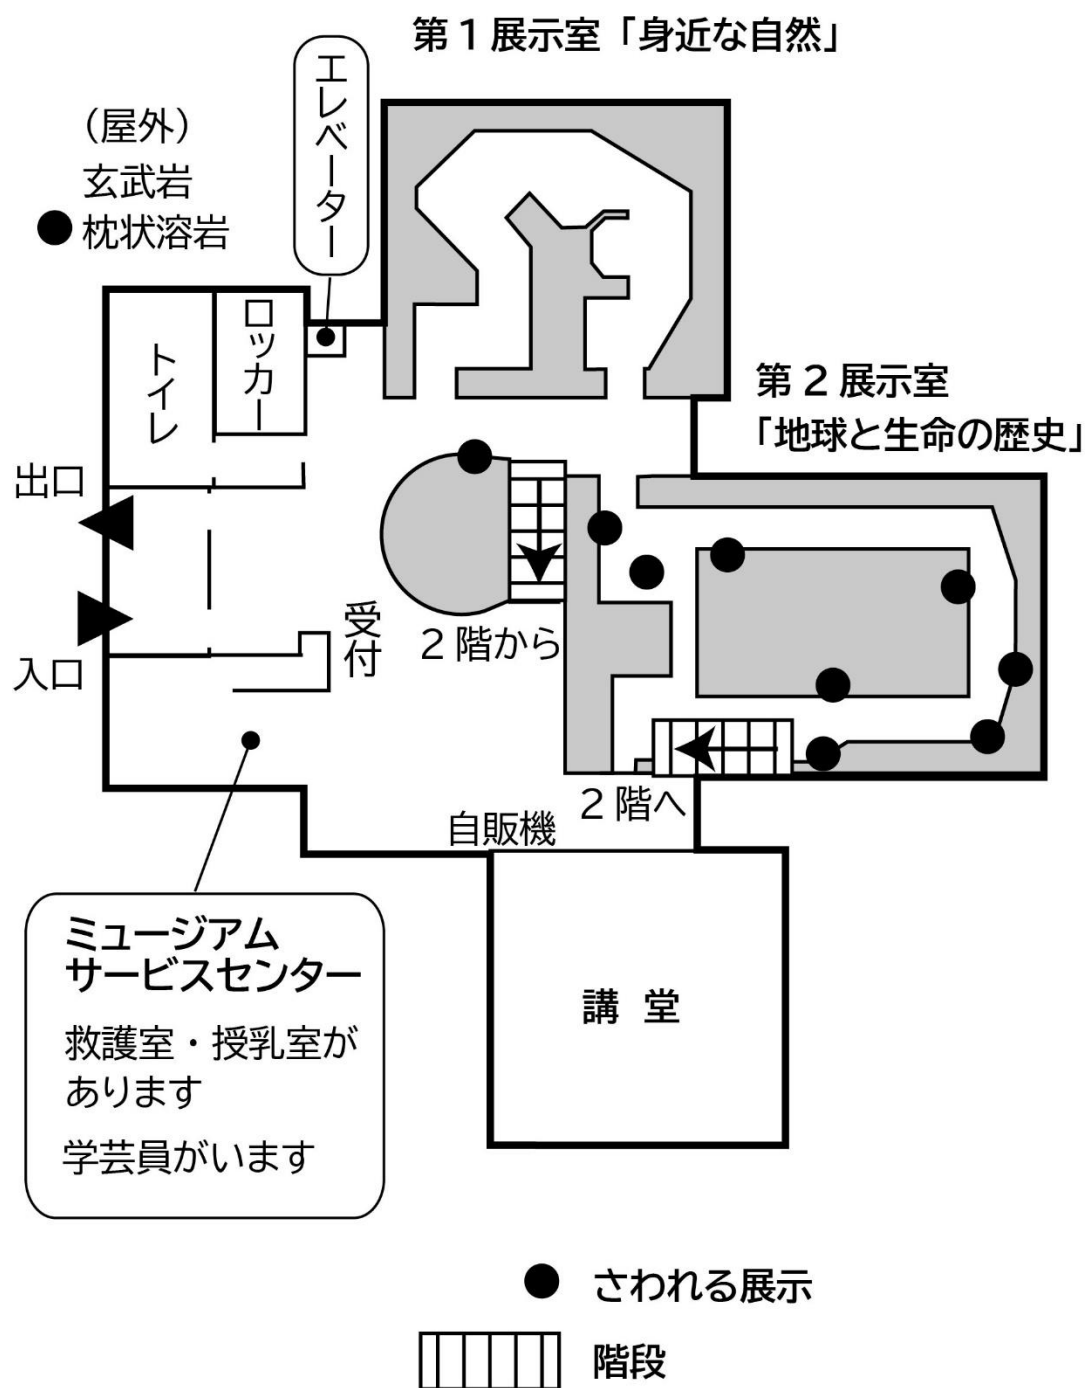 第1展示室「身近な自然」
エレベーター
（屋外）
玄武岩
枕状溶岩
トイレ
ロッカー
第2展示室
「地球と生命の歴史」
出口
入口
受付
2階から
2階へ
自販機
ミュージアム
サービスセンター
救護室・授乳室が
あります
学芸員がいます
講堂
さわれる展示
階段